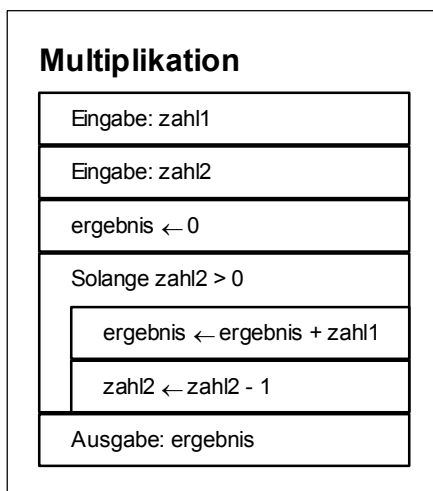 Multiplikation
Eingabe: zahl1
Eingabe: zahl2
ergebnis ← 0
Solange zahl2 > 0
ergebnis ← ergebnis + zahl1
zahl2 ← zahl2 - 1
Ausgabe: ergebnis